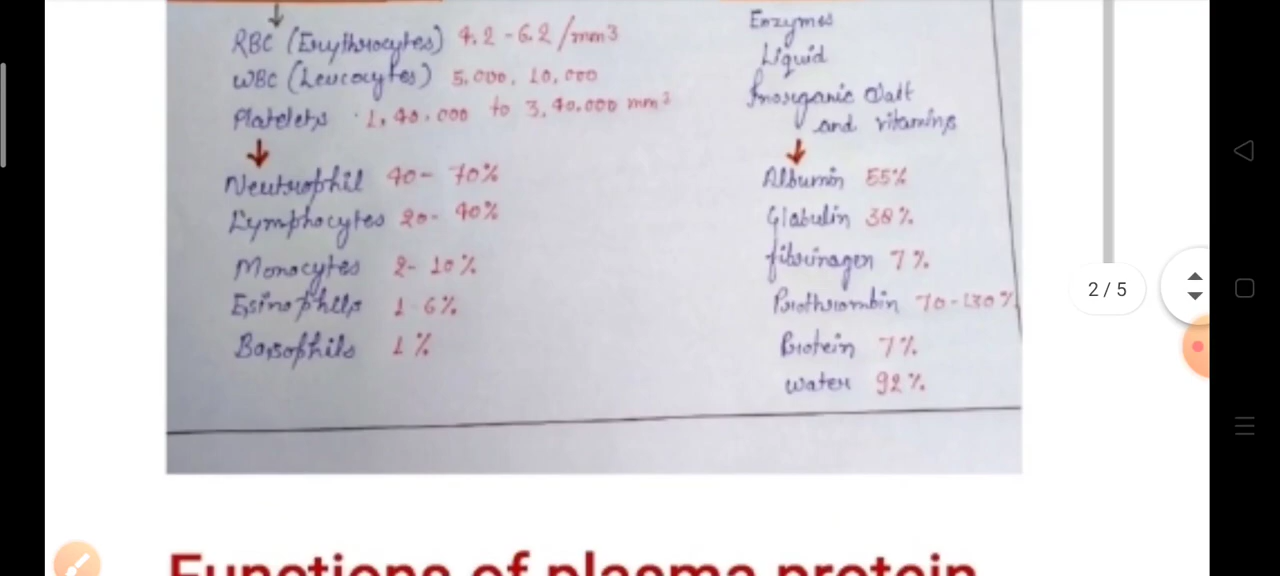 RBC (Erythrocytes) 4.2 - 6.2 /mm3
WBC (Leucocytes) 5.000. 10,000
Platelets 1,40.000 to 3,40.000 mm3
Neutrophil 40- 70%
Lymphocytes 20- 40%
Monocytes 2- 10%
Esinophils 1-6%
Basophils 1%
Enzymes
Liquid
Inorganic Salt
and vitamins
Albumin 55%
Globulin 38%
fibrinogen 7%
Prothrombin 70-130%
Protein 7%
water 92%
2 / 5
Functions of plasma protein